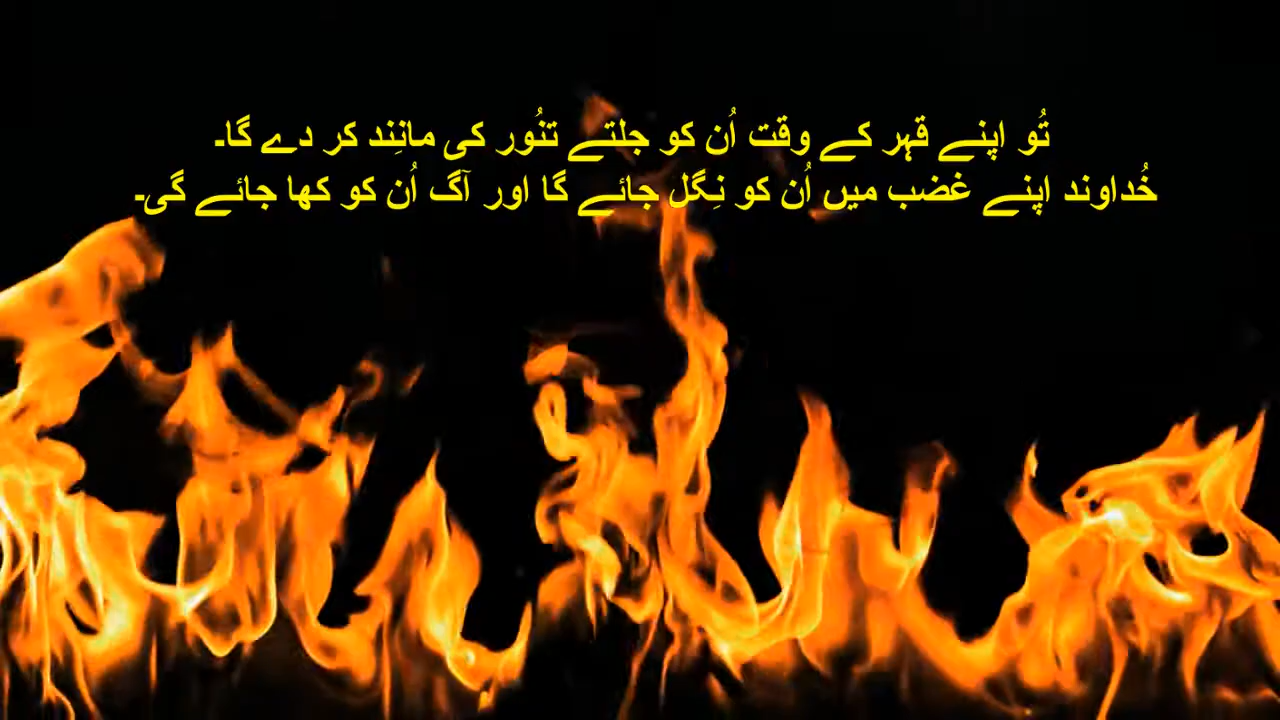 تُو اپنے قہر کے وقت اُن کو جلتے تنُور کی مانِند کر دے گا۔
خُداوند اپنے غضب میں اُن کو نِگل جائے گا اور آگ اُن کو کھا جائے گی۔